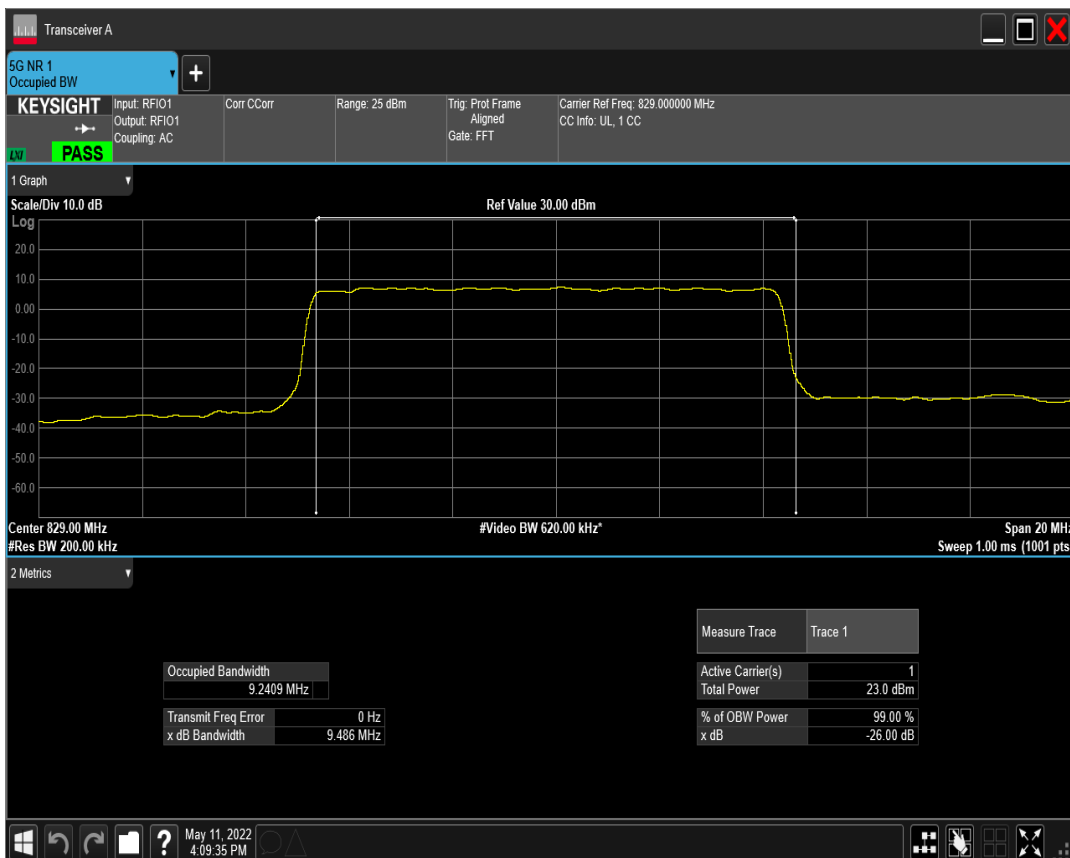 Transceiver A
5G NR 1
Occupied BW
KEYSIGHT
LXI
PASS
Input: RFIO1
Output: RFIO1
Coupling: AC
Corr CCorr
Range: 25 dBm
Trig: Prot Frame
Aligned
Gate: FFT
Carrier Ref Freq: 829.000000 MHz
CC Info: UL, 1 CC
1 Graph
Scale/Div 10.0 dB
Ref Value 30.00 dBm
Log
20.0
10.0
0.00
-10.0
-20.0
-30.0
-40.0
-50.0
-60.0
Center 829.00 MHz
#Video BW 620.00 kHz*
Span 20 MHz
#Res BW 200.00 kHz
Sweep 1.00 ms (1001 pts
2 Metrics
Measure Trace Trace 1
Occupied Bandwidth
9.2409 MHz
Active Carrier(s) 1
Total Power 23.0 dBm
Transmit Freq Error 0 Hz
x dB Bandwidth 9.486 MHz
% of OBW Power 99.00 %
x dB -26.00 dB
?
May 11, 2022
4:09:35 PM